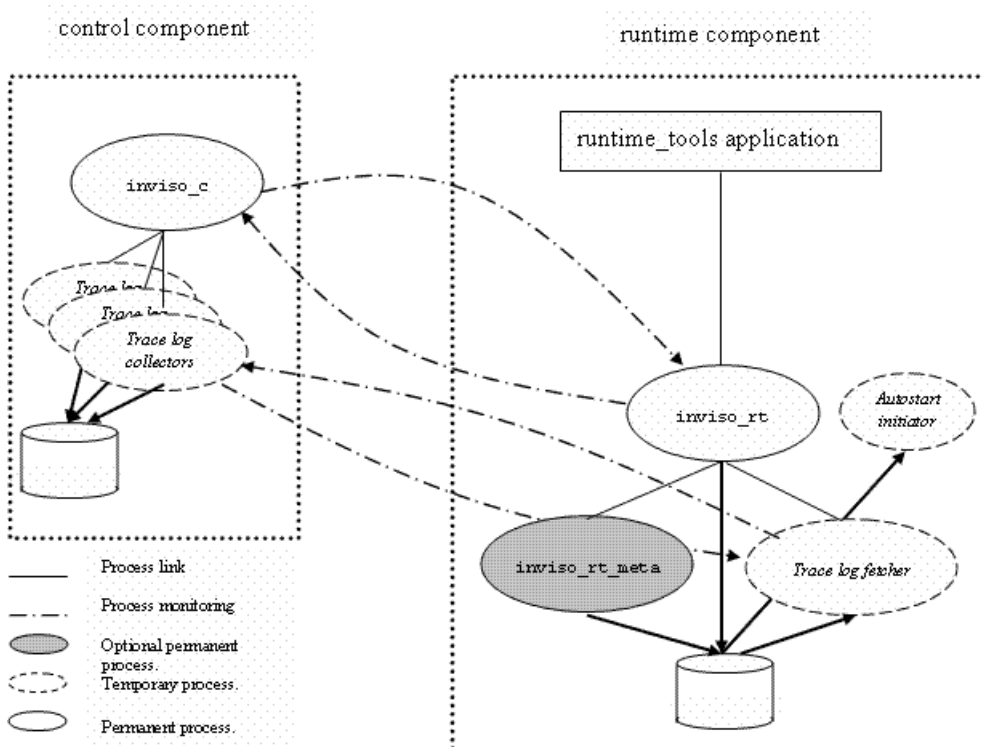 control component
runtime component
runtime_tools application
inviso_c
Trace log
collectors
inviso_rt
Autostart
initiator
inviso_rt_meta
Trace log fetcher
Process link
Process monitoring
Optional permanent
process.
Temporary process.
Permanent process.